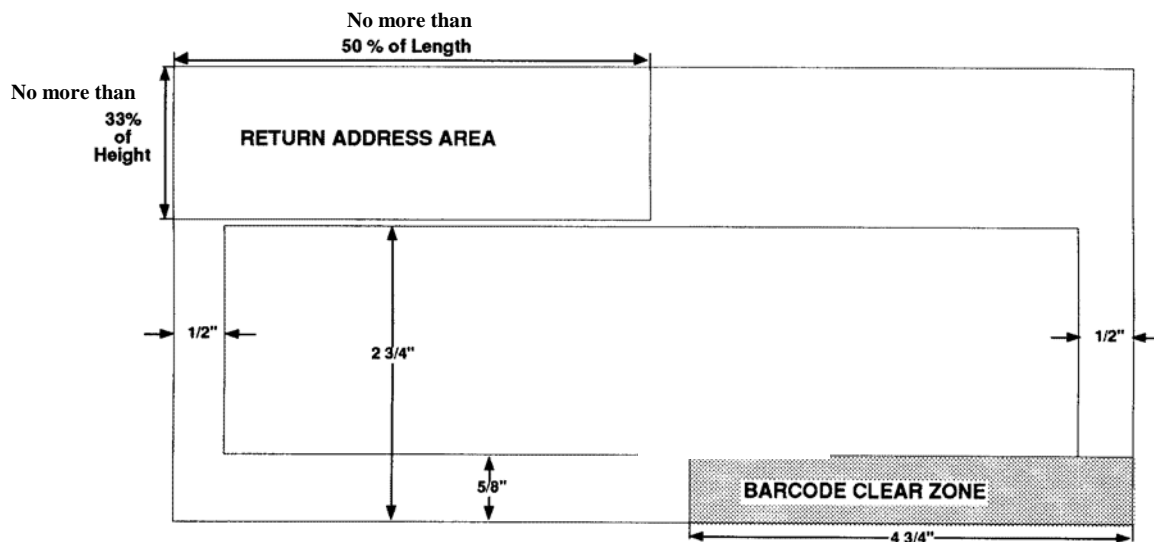 No more than
50 % of Length
No more than
33%
of
Height
RETURN ADDRESS AREA
1/2"
2 3/4"
1/2"
5/8"
BARCODE CLEAR ZONE
4 3/4"